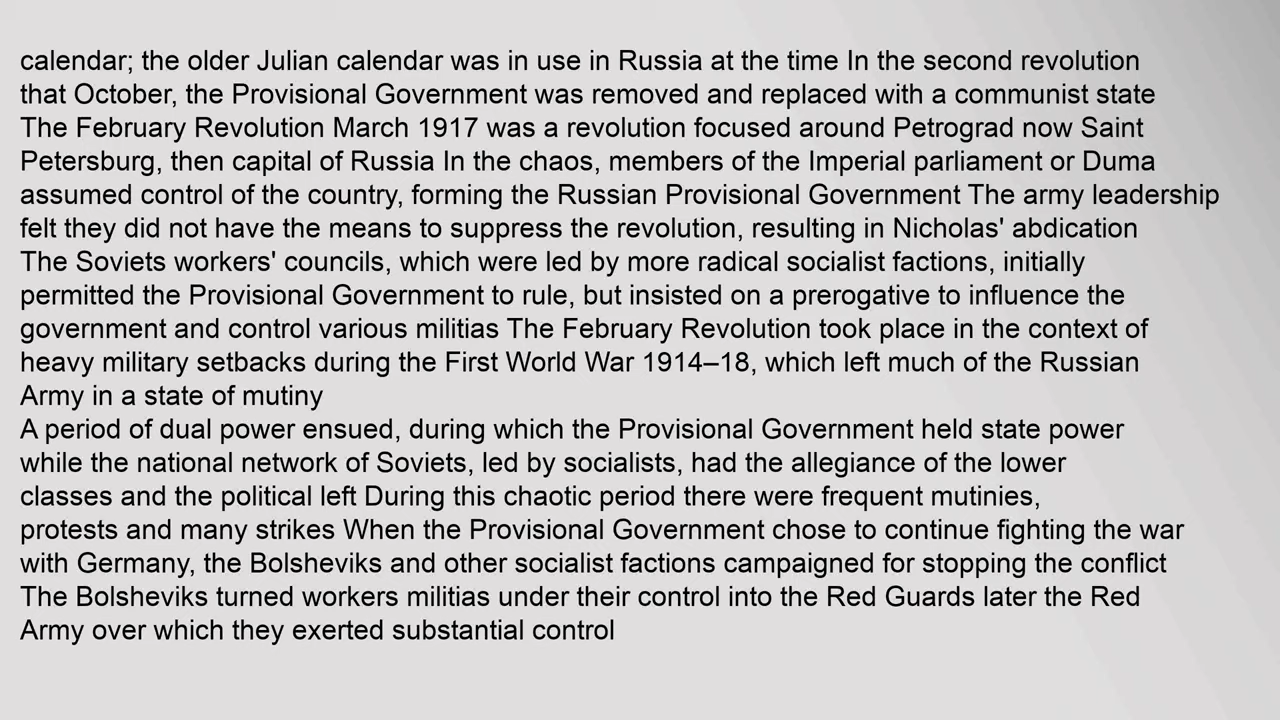 calendar; the older Julian calendar was in use in Russia at the time In the second revolution
that October, the Provisional Government was removed and replaced with a communist state
The February Revolution March 1917 was a revolution focused around Petrograd now Saint
Petersburg, then capital of Russia In the chaos, members of the Imperial parliament or Duma
assumed control of the country, forming the Russian Provisional Government The army leadership
felt they did not have the means to suppress the revolution, resulting in Nicholas' abdication
The Soviets workers' councils, which were led by more radical socialist factions, initially
permitted the Provisional Government to rule, but insisted on a prerogative to influence the
government and control various militias The February Revolution took place in the context of
heavy military setbacks during the First World War 1914–18, which left much of the Russian
Army in a state of mutiny
A period of dual power ensued, during which the Provisional Government held state power
while the national network of Soviets, led by socialists, had the allegiance of the lower
classes and the political left During this chaotic period there were frequent mutinies,
protests and many strikes When the Provisional Government chose to continue fighting the war
with Germany, the Bolsheviks and other socialist factions campaigned for stopping the conflict
The Bolsheviks turned workers militias under their control into the Red Guards later the Red
Army over which they exerted substantial control